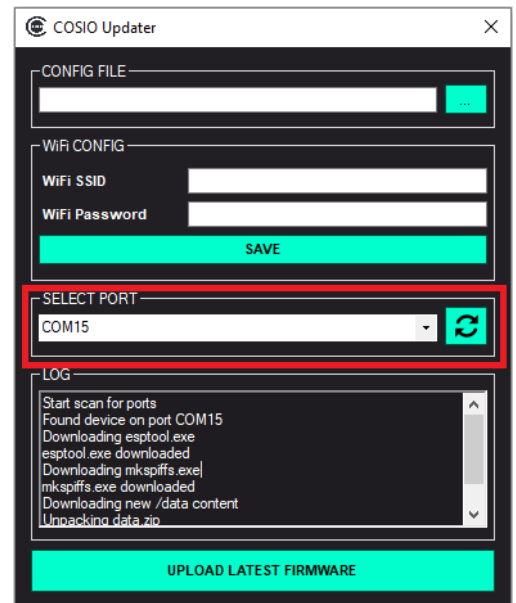 COSIO Updater
CONFIG FILE
...
WiFi CONFIG
WiFi SSID
WiFi Password
SAVE
SELECT PORT
COM15
LOG
Start scan for ports
Found device on port COM15
Downloading esptool.exe
esptool.exe downloaded
Downloading mkspiffs.exe
mkspiffs.exe downloaded
Downloading new /data content
Unpacking data.zip
UPLOAD LATEST FIRMWARE